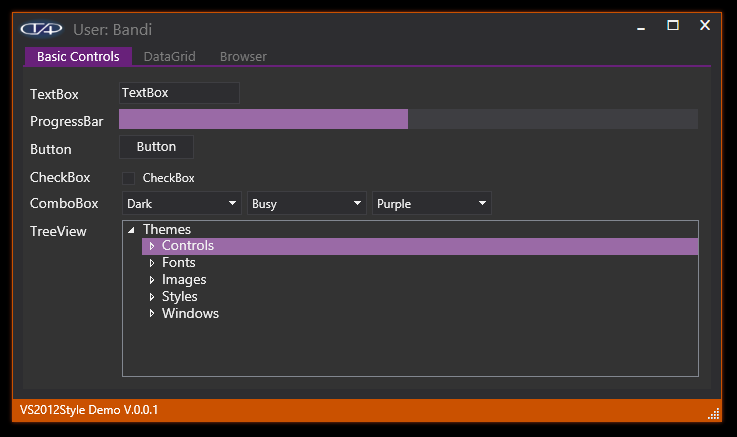 T4 User: Bandi
Basic Controls DataGrid Browser
TextBox TextBox
ProgressBar
Button Button
CheckBox CheckBox
ComboBox Dark Busy Purple
TreeView Themes
Controls
Fonts
Images
Styles
Windows
VS2012Style Demo V.0.0.1